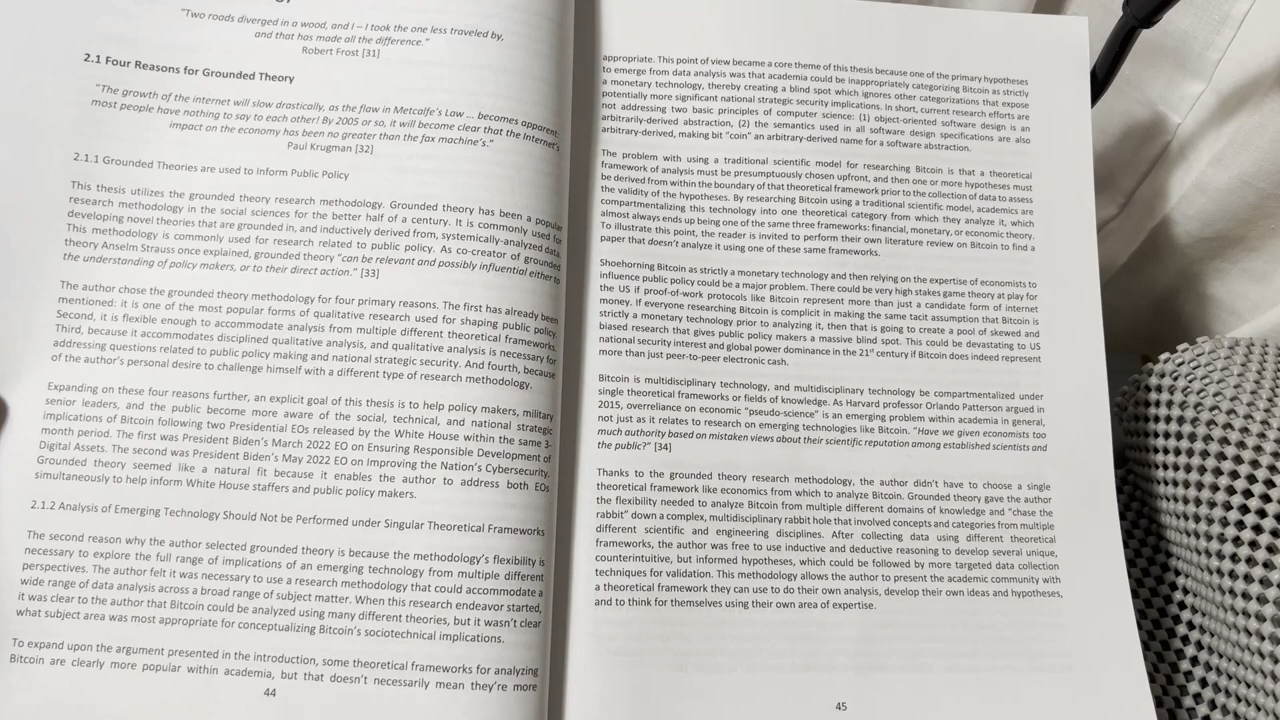 "Two roads diverged in a wood, and I – I took the one less traveled by,
and that has made all the difference."
Robert Frost [31]
2.1 Four Reasons for Grounded Theory
"The growth of the internet will slow drastically, as the flaw in Metcalfe's Law ... becomes apparent:
most people have nothing to say to each other! By 2005 or so, it will become clear that the Internet's
impact on the economy has been no greater than the fax machine's."
Paul Krugman [32]
2.1.1 Grounded Theories are used to Inform Public Policy
This thesis utilizes the grounded theory research methodology. Grounded theory has been a popular
research methodology in the social sciences for the better half of a century. It is commonly used for
developing novel theories that are grounded in, and inductively derived from, systemically-analyzed data.
This methodology is commonly used for research related to public policy. As co-creator of grounded
theory Anselm Strauss once explained, grounded theory "can be relevant and possibly influential either to
the understanding of policy makers, or to their direct action." [33]
The author chose the grounded theory methodology for four primary reasons. The first has already been
mentioned: it is one of the most popular forms of qualitative research used for shaping public policy.
Second, it is flexible enough to accommodate analysis from multiple different theoretical frameworks.
Third, because it accommodates disciplined qualitative analysis, and qualitative analysis is necessary for
addressing questions related to public policy making and national strategic security. And fourth, because
of the author's personal desire to challenge himself with a different type of research methodology.
Expanding on these four reasons further, an explicit goal of this thesis is to help policy makers, military
senior leaders, and the public become more aware of the social, technical, and national strategic
implications of Bitcoin following two Presidential EOs released by the White House within the same 3-
month period. The first was President Biden's March 2022 EO on Ensuring Responsible Development of
Digital Assets. The second was President Biden's May 2022 EO on Improving the Nation's Cybersecurity.
Grounded theory seemed like a natural fit because it enables the author to address both EOs
simultaneously to help inform White House staffers and public policy makers.
2.1.2 Analysis of Emerging Technology Should Not be Performed under Singular Theoretical Frameworks
The second reason why the author selected grounded theory is because the methodology's flexibility is
necessary to explore the full range of implications of an emerging technology from multiple different
perspectives. The author felt it was necessary to use a research methodology that could accommodate a
wide range of data analysis across a broad range of subject matter. When this research endeavor started,
it was clear to the author that Bitcoin could be analyzed using many different theories, but it wasn't clear
what subject area was most appropriate for conceptualizing Bitcoin's sociotechnical implications.
To expand upon the argument presented in the introduction, some theoretical frameworks for analyzing
Bitcoin are clearly more popular within academia, but that doesn't necessarily mean they're more
44
appropriate. This point of view became a core theme of this thesis because one of the primary hypotheses
to emerge from data analysis was that academia could be inappropriately categorizing Bitcoin as strictly
a monetary technology, thereby creating a blind spot which ignores other categorizations that expose
potentially more significant national strategic security implications. In short, current research efforts are
not addressing two basic principles of computer science: (1) object-oriented software design is an
arbitrarily-derived abstraction, (2) the semantics used in all software design specifications are also
arbitrary-derived, making bit "coin" an arbitrary-derived name for a software abstraction.
The problem with using a traditional scientific model for researching Bitcoin is that a theoretical
framework of analysis must be presumptuously chosen upfront, and then one or more hypotheses must
be derived from within the boundary of that theoretical framework prior to the collection of data to assess
the validity of the hypotheses. By researching Bitcoin using a traditional scientific model, academics are
compartmentalizing this technology into one theoretical category from which they analyze it, which
almost always ends up being one of the same three frameworks: financial, monetary, or economic theory.
To illustrate this point, the reader is invited to perform their own literature review on Bitcoin to find a
paper that doesn't analyze it using one of these same frameworks.
Shoehorning Bitcoin as strictly a monetary technology and then relying on the expertise of economists to
influence public policy could be a major problem. There could be very high stakes game theory at play for
the US if proof-of-work protocols like Bitcoin represent more than just a candidate form of internet
money. If everyone researching Bitcoin is complicit in making the same tacit assumption that Bitcoin is
strictly a monetary technology prior to analyzing it, then that is going to create a pool of skewed and
biased research that gives public policy makers a massive blind spot. This could be devastating to US
national security interest and global power dominance in the 21st century if Bitcoin does indeed represent
more than just peer-to-peer electronic cash.
Bitcoin is multidisciplinary technology, and multidisciplinary technology be compartmentalized under
single theoretical frameworks or fields of knowledge. As Harvard professor Orlando Patterson argued in
2015, overreliance on economic "pseudo-science" is an emerging problem within academia in general,
not just as it relates to research on emerging technologies like Bitcoin. "Have we given economists too
much authority based on mistaken views about their scientific reputation among established scientists and
the public?" [34]
Thanks to the grounded theory research methodology, the author didn't have to choose a single
theoretical framework like economics from which to analyze Bitcoin. Grounded theory gave the author
the flexibility needed to analyze Bitcoin from multiple different domains of knowledge and "chase the
rabbit" down a complex, multidisciplinary rabbit hole that involved concepts and categories from multiple
different scientific and engineering disciplines. After collecting data using different theoretical
frameworks, the author was free to use inductive and deductive reasoning to develop several unique,
counterintuitive, but informed hypotheses, which could be followed by more targeted data collection
techniques for validation. This methodology allows the author to present the academic community with
a theoretical framework they can use to do their own analysis, develop their own ideas and hypotheses,
and to think for themselves using their own area of expertise.
45